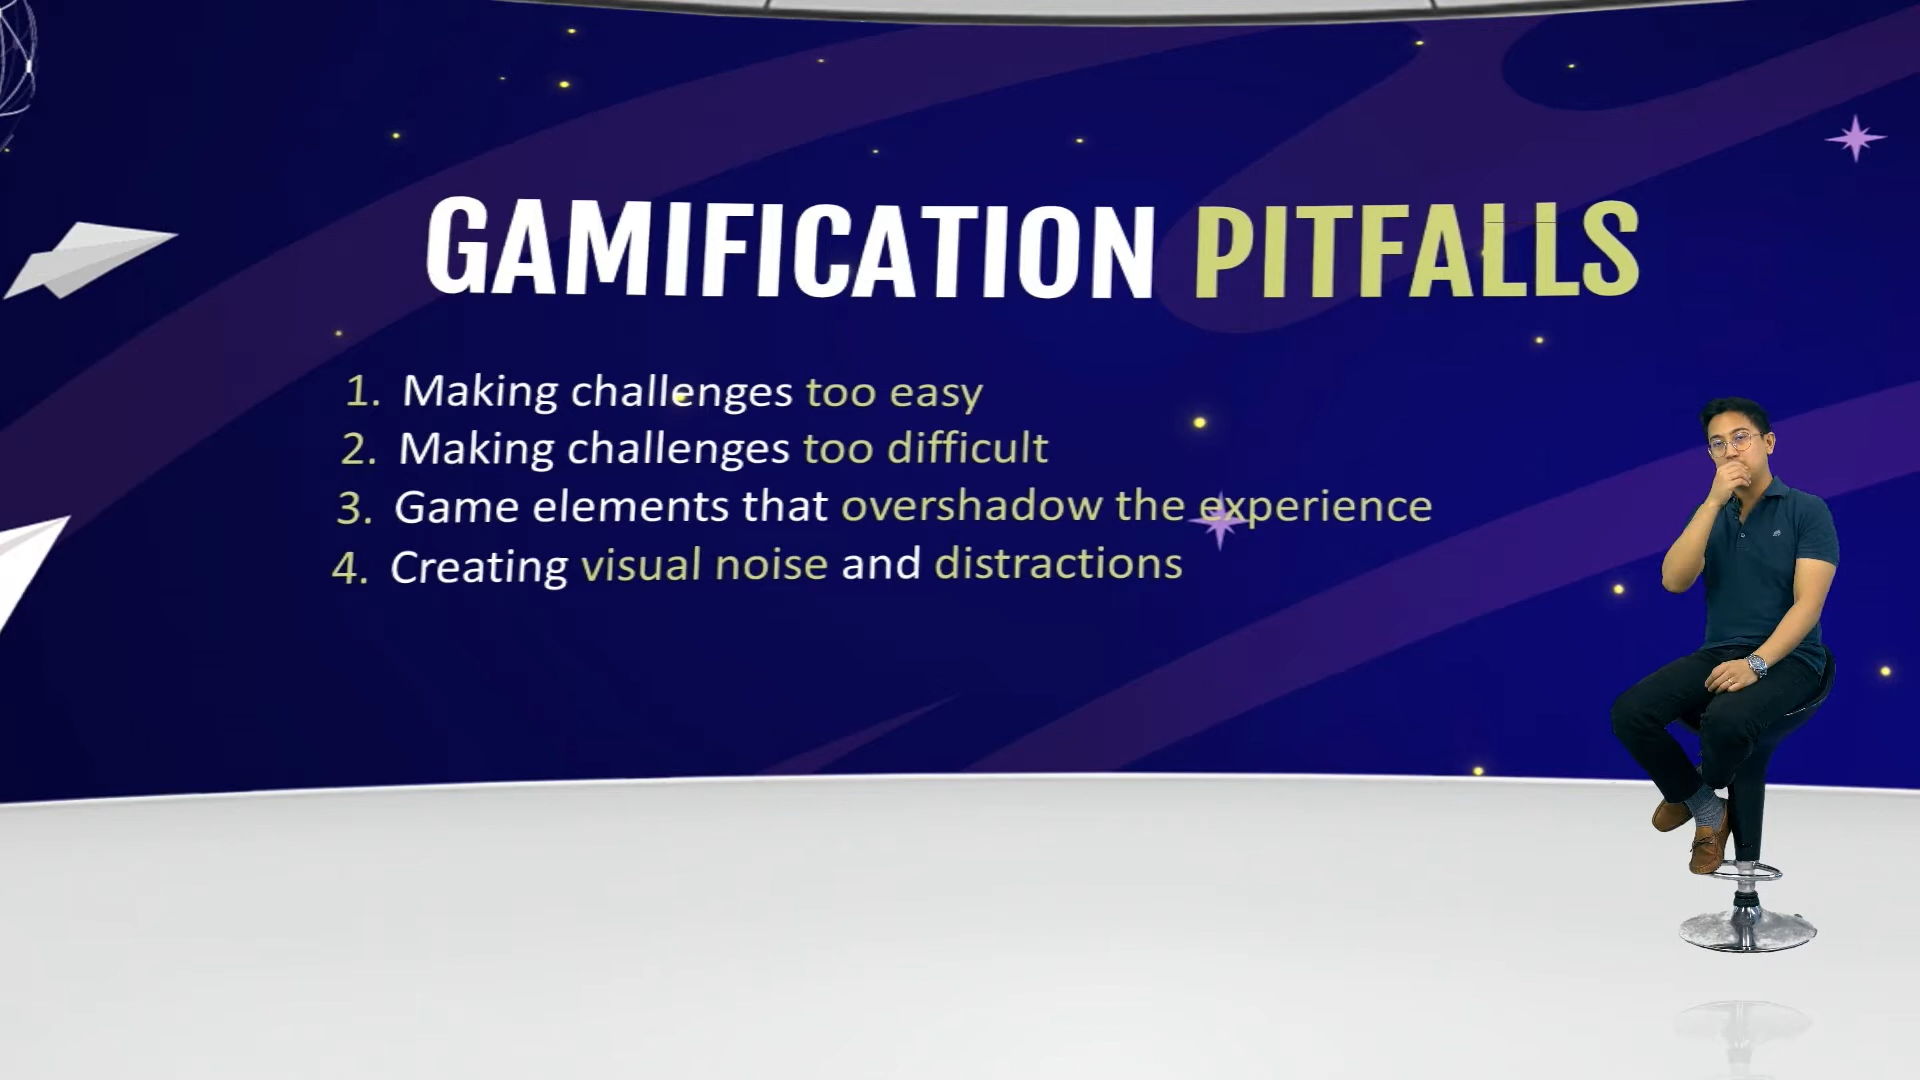 GAMIFICATION PITFALLS
1. Making challenges too easy
2. Making challenges too difficult
3. Game elements that overshadow the experience
4. Creating visual noise and distractions